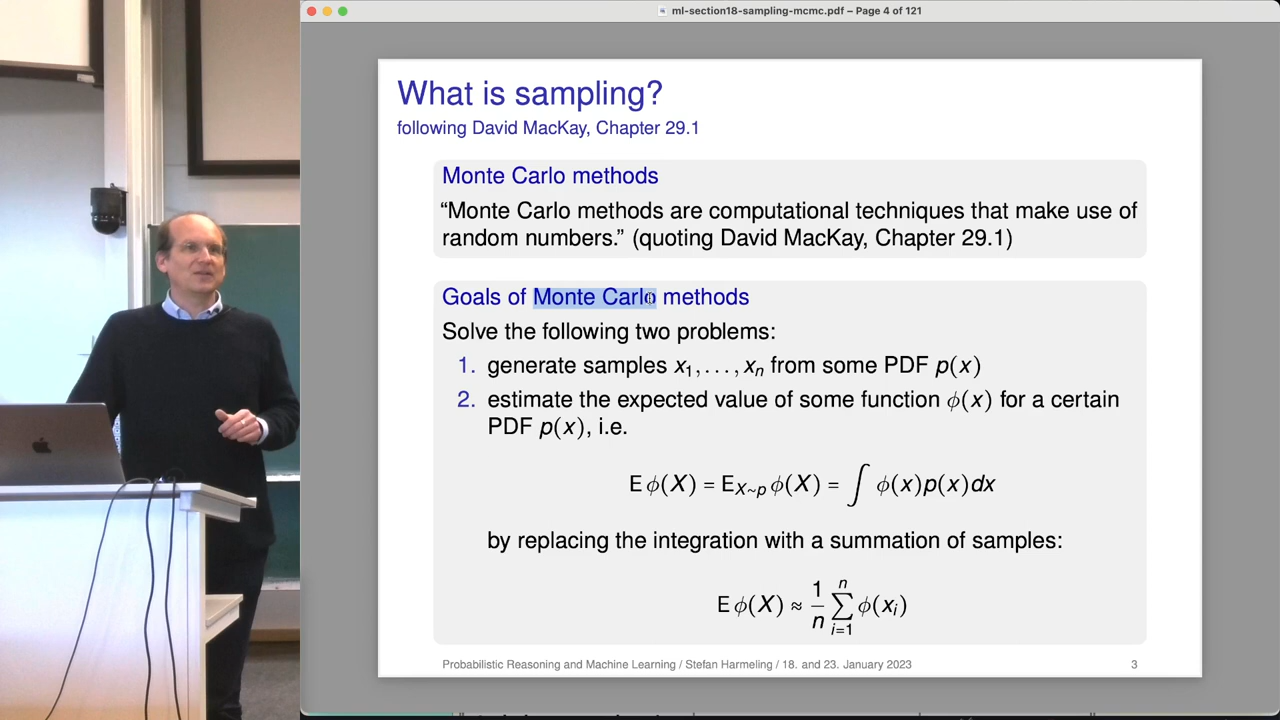 ml-section18-sampling-mcmc.pdf – Page 4 of 121
What is sampling?
following David MacKay, Chapter 29.1
Monte Carlo methods
“Monte Carlo methods are computational techniques that make use of
random numbers.” (quoting David MacKay, Chapter 29.1)
Goals of Monte Carlo methods
Solve the following two problems:
1. generate samples x₁, . . . , xₙ from some PDF p(x)
2. estimate the expected value of some function ϕ(x) for a certain
PDF p(x), i.e.
E ϕ(X) = E_{X∼p} ϕ(X) = ∫ ϕ(x)p(x)dx
by replacing the integration with a summation of samples:
E ϕ(X) ≈ 1/n ∑_{i=1}^{n} ϕ(xᵢ)
Probabilistic Reasoning and Machine Learning / Stefan Harmeling / 18. and 23. January 2023
3